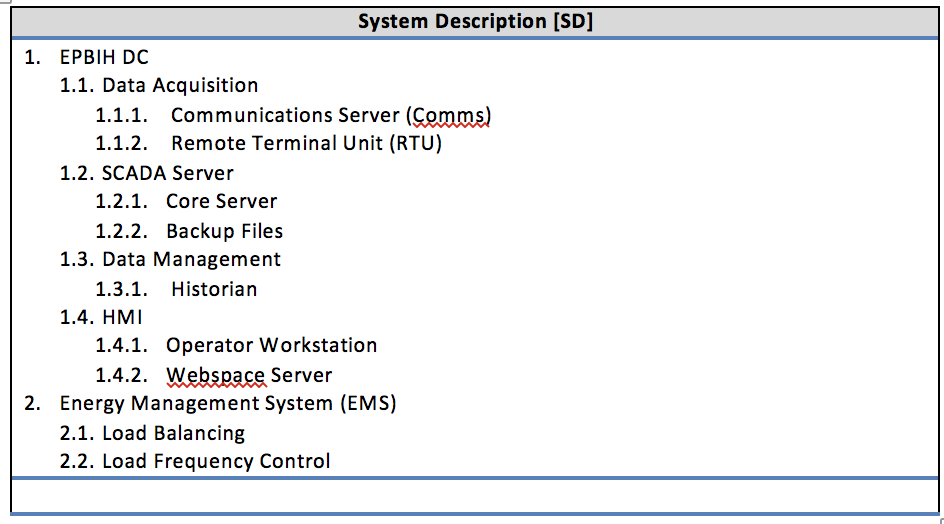 System Description [SD]
1. EPBIH DC
1.1. Data Acquisition
1.1.1. Communications Server (Comms)
1.1.2. Remote Terminal Unit (RTU)
1.2. SCADA Server
1.2.1. Core Server
1.2.2. Backup Files
1.3. Data Management
1.3.1. Historian
1.4. HMI
1.4.1. Operator Workstation
1.4.2. Webspace Server
2. Energy Management System (EMS)
2.1. Load Balancing
2.2. Load Frequency Control